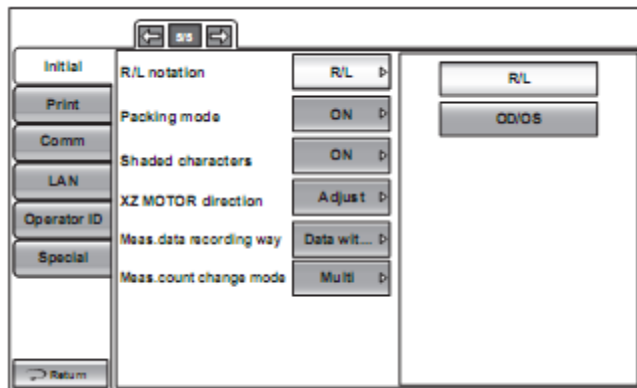 5/5
Initial
Print
Comm
LAN
Operator ID
Special
Return
R/L notation R/L
Packing mode ON
Shaded characters ON
XZ MOTOR direction Adjust
Meas.data recording way Data wit...
Meas.count change mode Multi
R/L
OD/OS